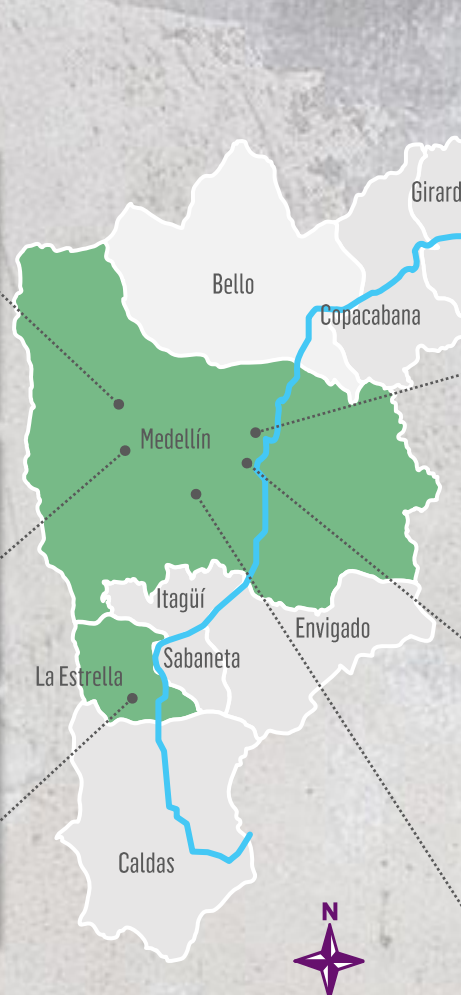 Girard
Bello
Copacabana
Medellín
Itagüí
Envigado
Sabaneta
La Estrella
Caldas
N